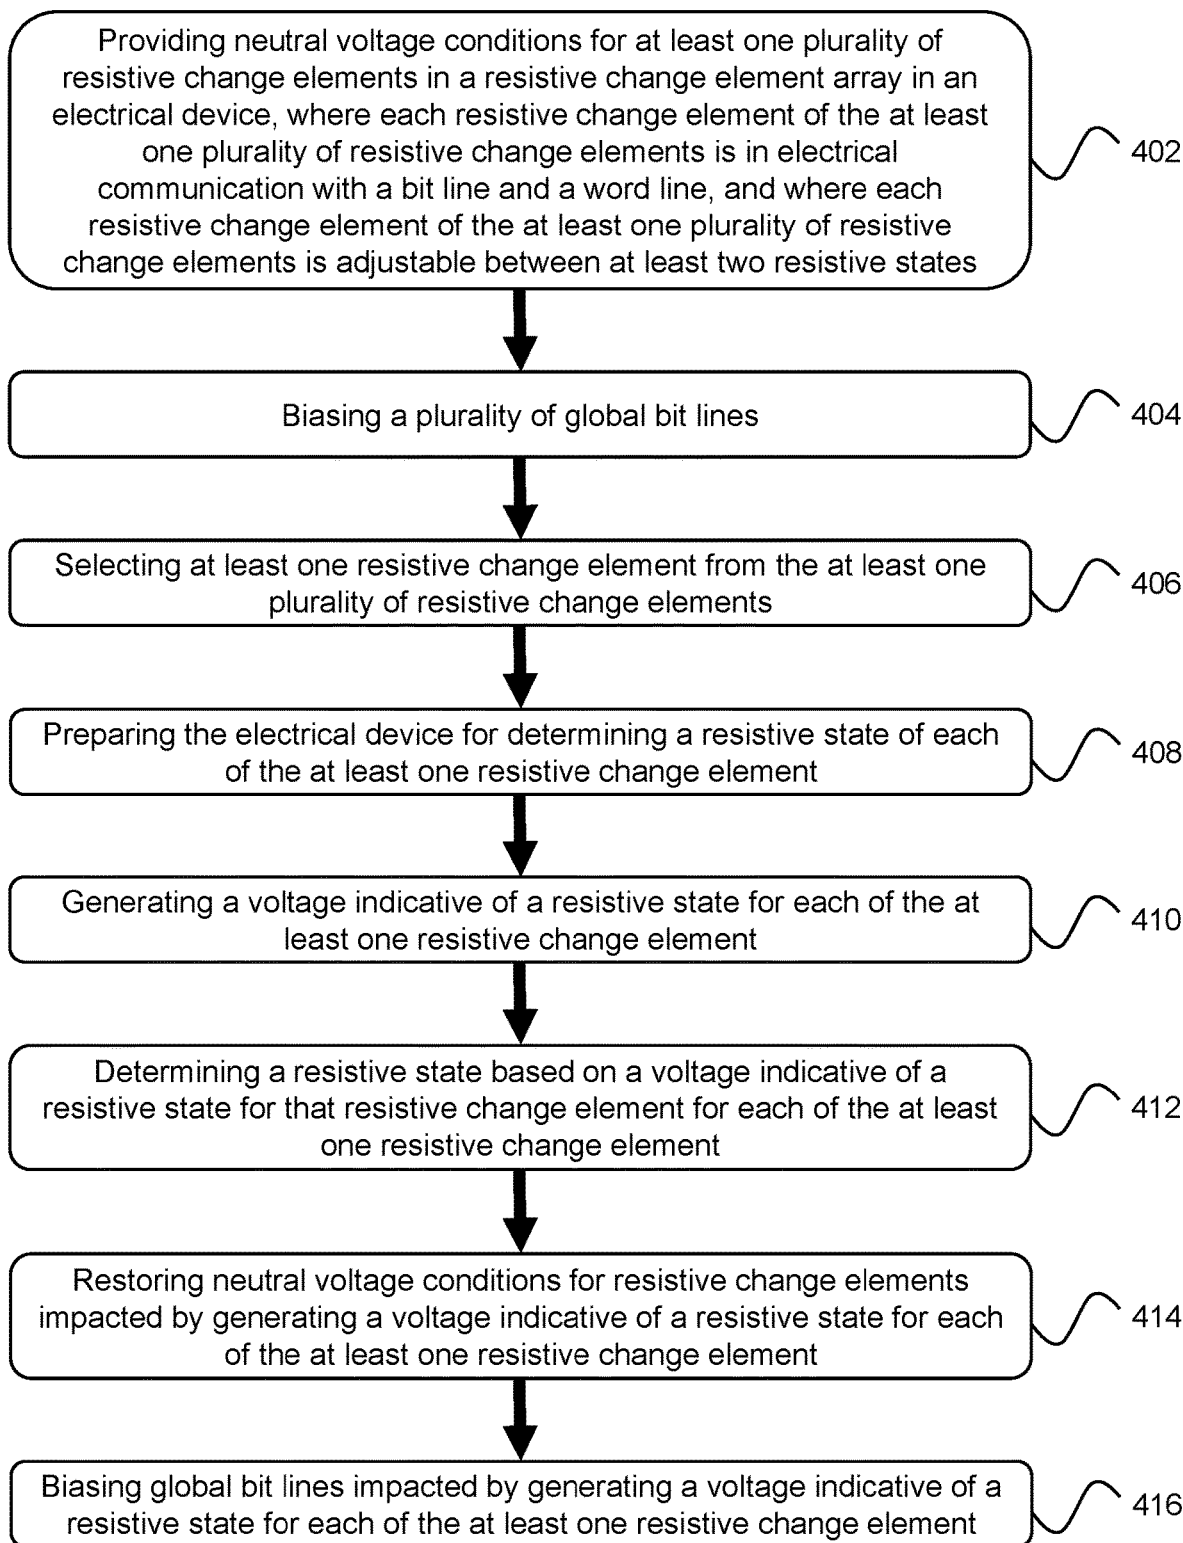 Providing neutral voltage conditions for at least one plurality of
resistive change elements in a resistive change element array in an
electrical device, where each resistive change element of the at least
one plurality of resistive change elements is in electrical
communication with a bit line and a word line, and where each
resistive change element of the at least one plurality of resistive
change elements is adjustable between at least two resistive states
402
Biasing a plurality of global bit lines
404
Selecting at least one resistive change element from the at least one
plurality of resistive change elements
406
Preparing the electrical device for determining a resistive state of each
of the at least one resistive change element
408
Generating a voltage indicative of a resistive state for each of the at
least one resistive change element
410
Determining a resistive state based on a voltage indicative of a
resistive state for that resistive change element for each of the at least
one resistive change element
412
Restoring neutral voltage conditions for resistive change elements
impacted by generating a voltage indicative of a resistive state for each
of the at least one resistive change element
414
Biasing global bit lines impacted by generating a voltage indicative of a
resistive state for each of the at least one resistive change element
416